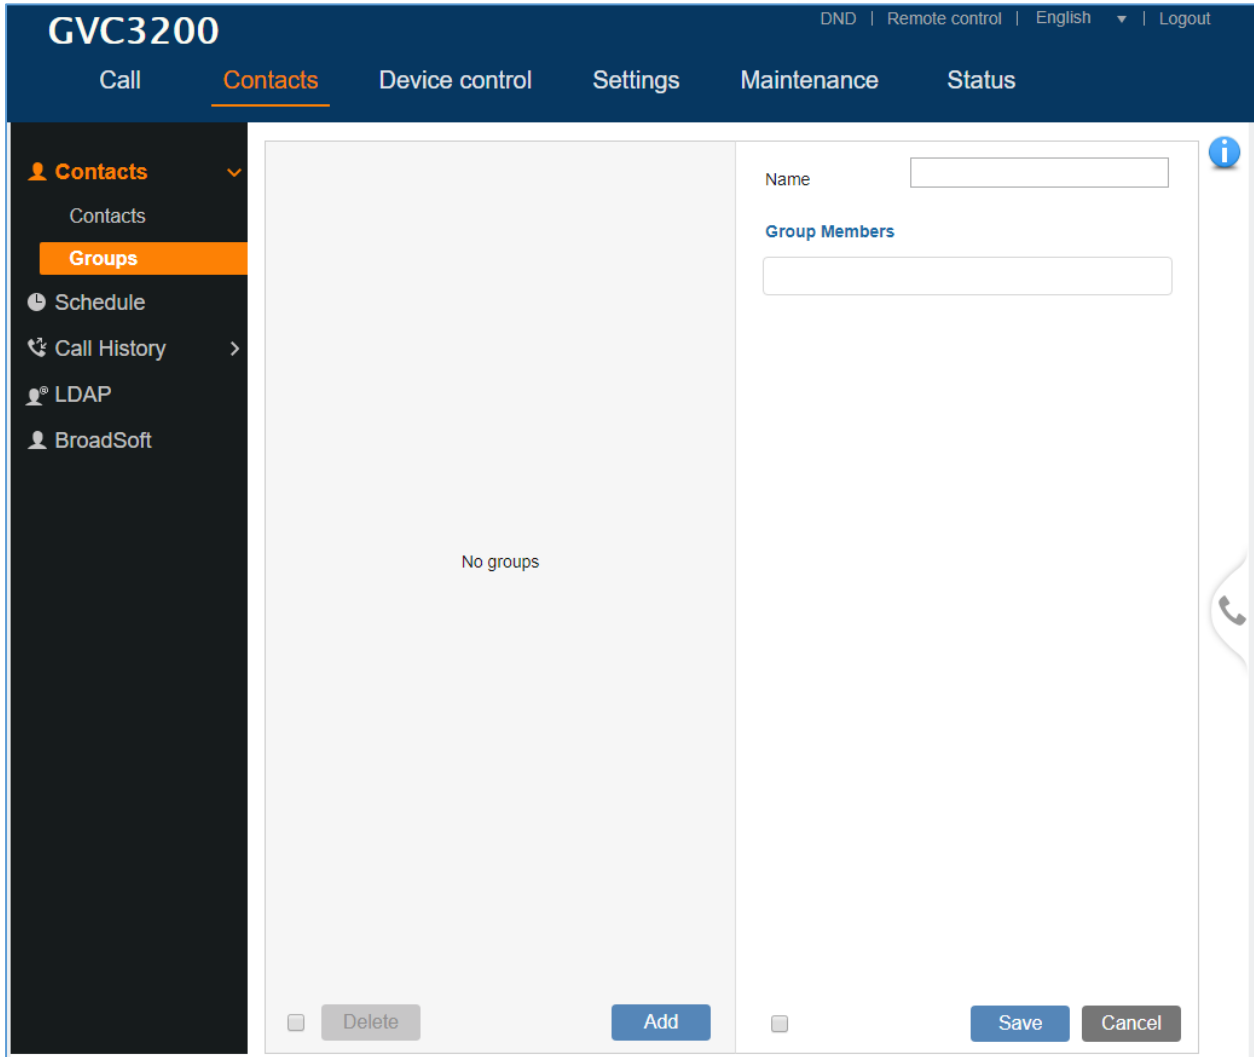 GVC3200
DND | Remote control | English ▼ | Logout
Call Contacts Device control Settings Maintenance Status
Contacts
Contacts
Groups
Schedule
Call History
LDAP
BroadSoft
No groups
Delete Add
Name
Group Members
Save Cancel